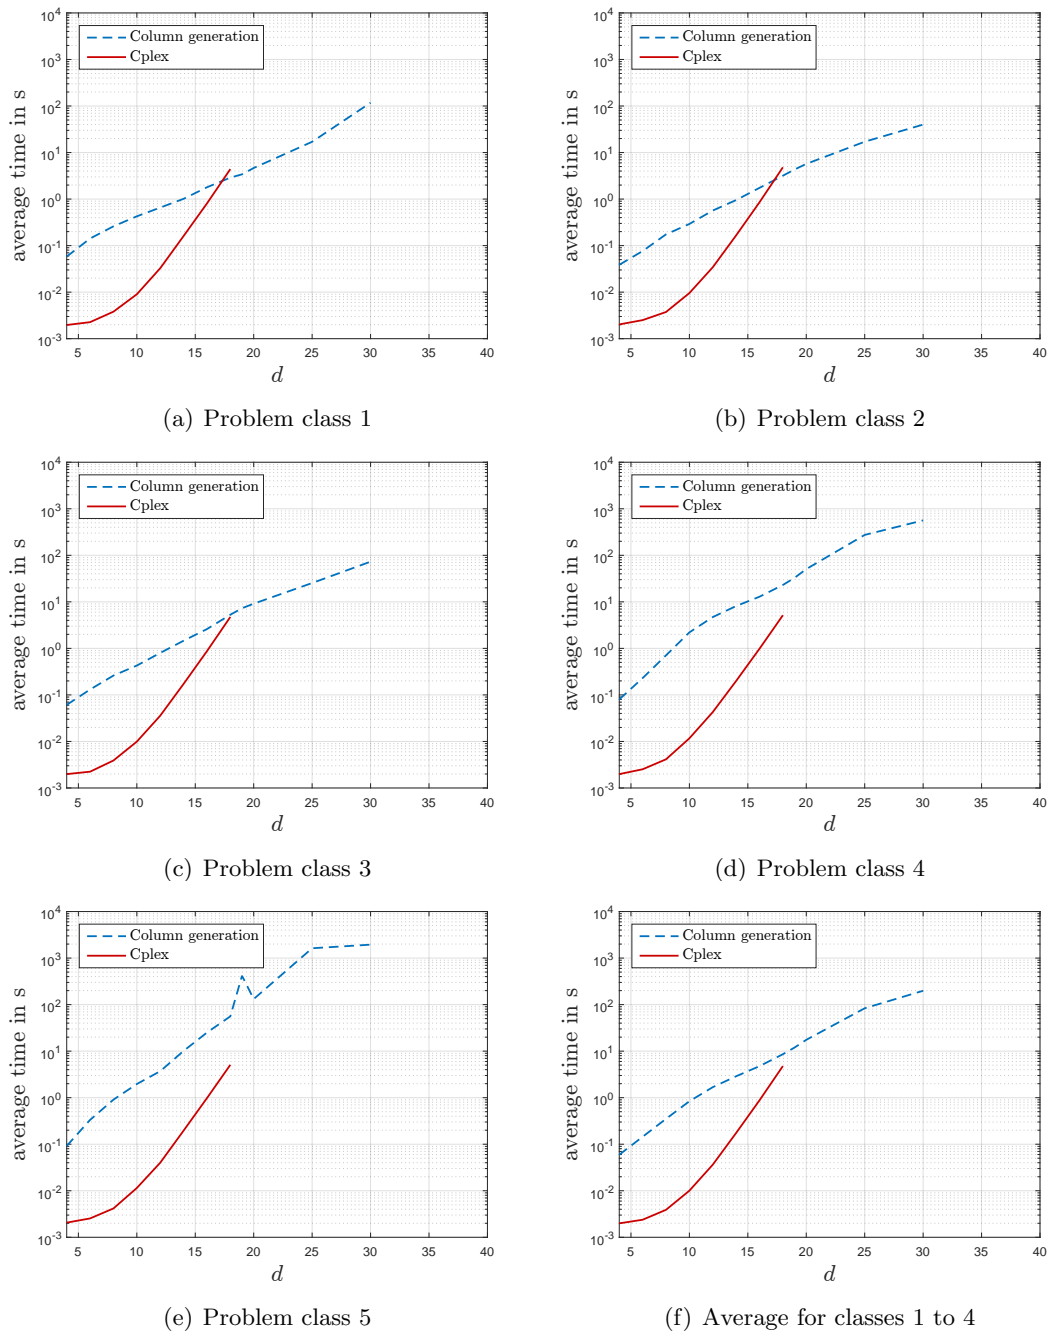 10^4
10^3
10^2
10^1
10^0
10^-1
10^-2
10^-3
average time in s
Column generation
Cplex
5 10 15 20 25 30 35 40
d
(a) Problem class 1
10^4
10^3
10^2
10^1
10^0
10^-1
10^-2
10^-3
average time in s
Column generation
Cplex
5 10 15 20 25 30 35 40
d
(b) Problem class 2
10^4
10^3
10^2
10^1
10^0
10^-1
10^-2
10^-3
average time in s
Column generation
Cplex
5 10 15 20 25 30 35 40
d
(c) Problem class 3
10^4
10^3
10^2
10^1
10^0
10^-1
10^-2
10^-3
average time in s
Column generation
Cplex
5 10 15 20 25 30 35 40
d
(d) Problem class 4
10^4
10^3
10^2
10^1
10^0
10^-1
10^-2
10^-3
average time in s
Column generation
Cplex
5 10 15 20 25 30 35 40
d
(e) Problem class 5
10^4
10^3
10^2
10^1
10^0
10^-1
10^-2
10^-3
average time in s
Column generation
Cplex
5 10 15 20 25 30 35 40
d
(f) Average for classes 1 to 4